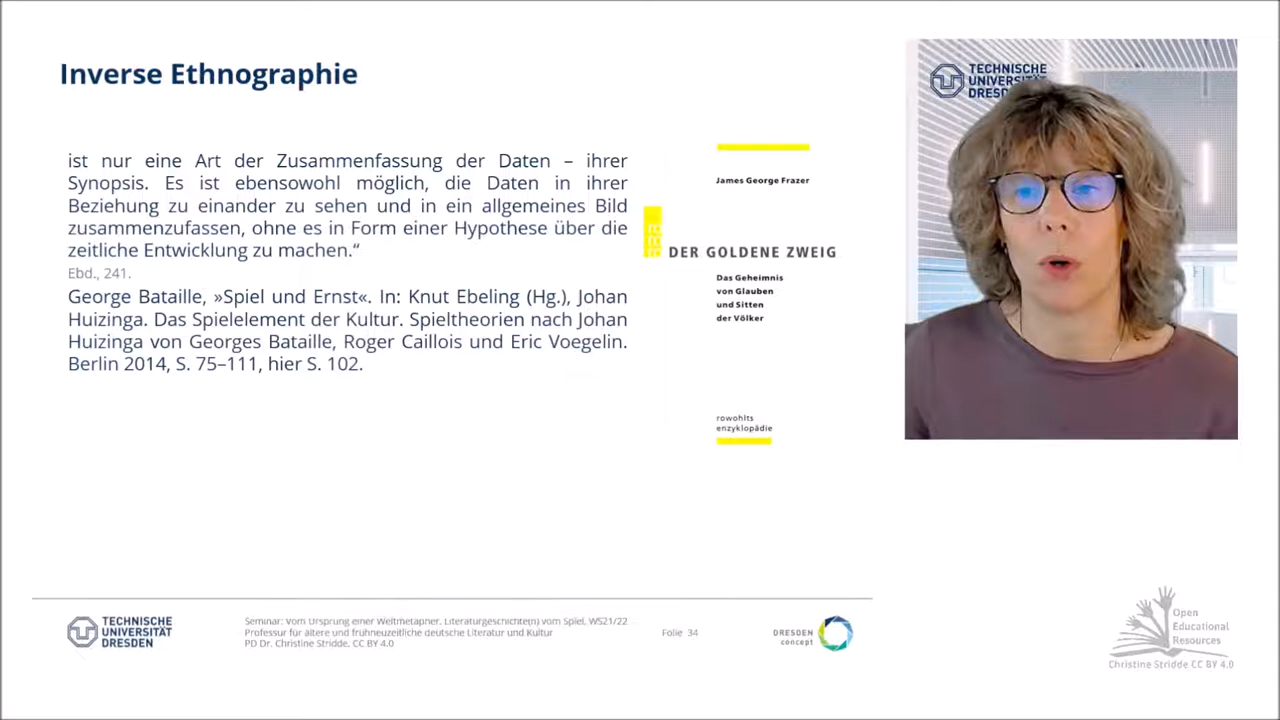 Inverse Ethnographie
ist nur eine Art der Zusammenfassung der Daten – ihrer
Synopsis. Es ist ebensowohl möglich, die Daten in ihrer
Beziehung zu einander zu sehen und in ein allgemeines Bild
zusammenzufassen, ohne es in Form einer Hypothese über die
zeitliche Entwicklung zu machen.“
Ebd., 241.
George Bataille, »Spiel und Ernst«. In: Knut Ebeling (Hg.), Johan
Huizinga. Das Spielelement der Kultur. Spieltheorien nach Johan
Huizinga von Georges Bataille, Roger Caillois und Eric Voegelin.
Berlin 2014, S. 75–111, hier S. 102.
James George Frazer
DER GOLDENE ZWEIG
Das Geheimnis
von Glauben
und Sitten
der Völker
rowohlts
enzyklopädie
TECHNISCHE
UNIVERSITÄT
DRESD
TECHNISCHE
UNIVERSITÄT
DRESDEN
Seminar: Vom Ursprung einer Weltmetapher. Literaturgeschichte(n) vom Spiel, WS21/22
Professur für ältere und frühneuzeitliche deutsche Literatur und Kultur
PD Dr. Christine Stridde, CC BY 4.0
Folie 34
DRESDEN
concept
Open
Educational
Resources
Christine Stridde CC BY 4.0